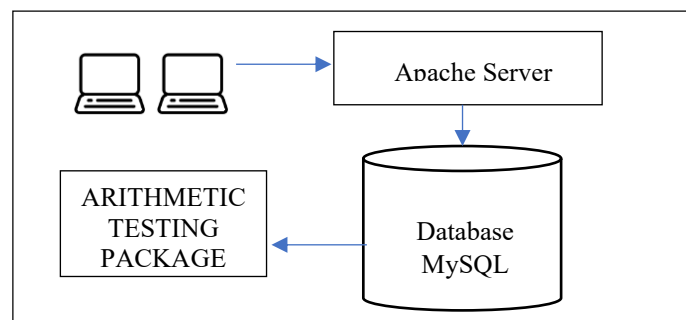 Apache Server
ARITHMETIC
TESTING
PACKAGE
Database
MySQL